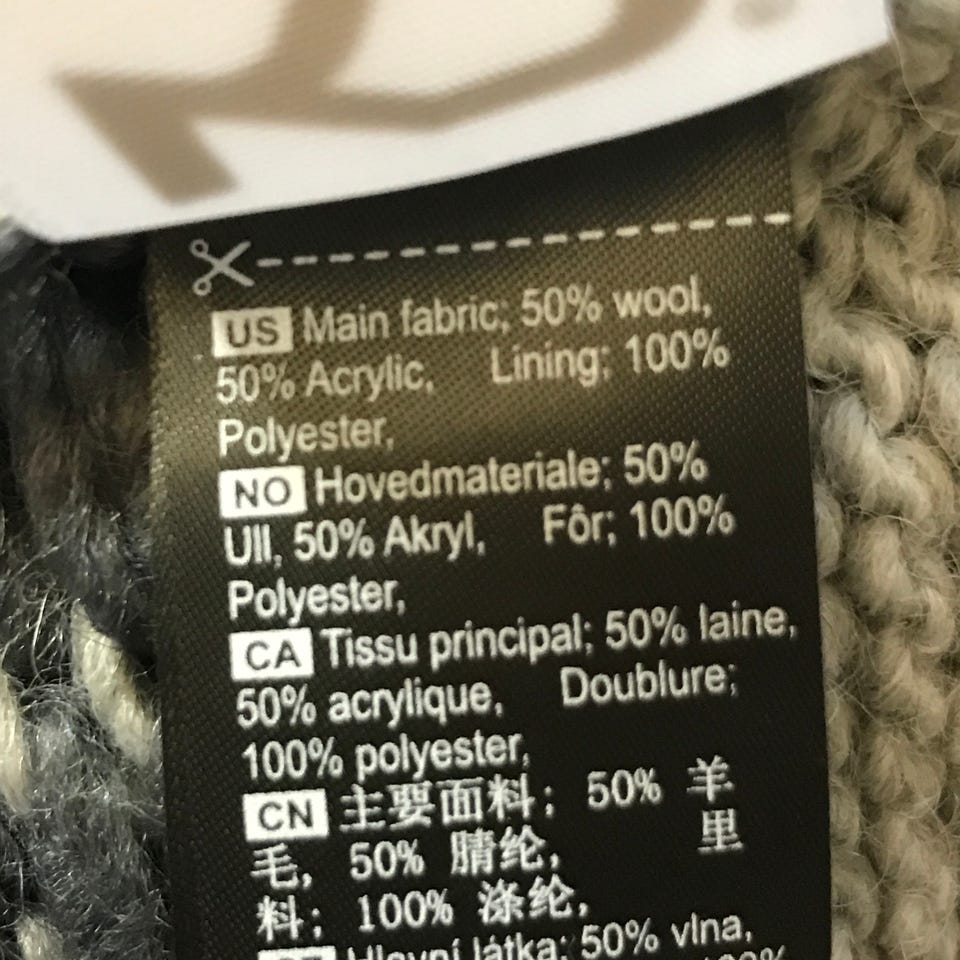 US Main fabric; 50% wool,
50% Acrylic, Lining; 100%
Polyester,
NO Hovedmateriale; 50%
Ull, 50% Akryl, Fôr; 100%
Polyester,
CA Tissu principal; 50% laine,
50% acrylique, Doublure;
100% polyester,
CN 主要面料; 50% 羊
毛, 50% 腈纶, 里
料; 100% 涤纶,
Hlavní látka; 50% vlna,
100%